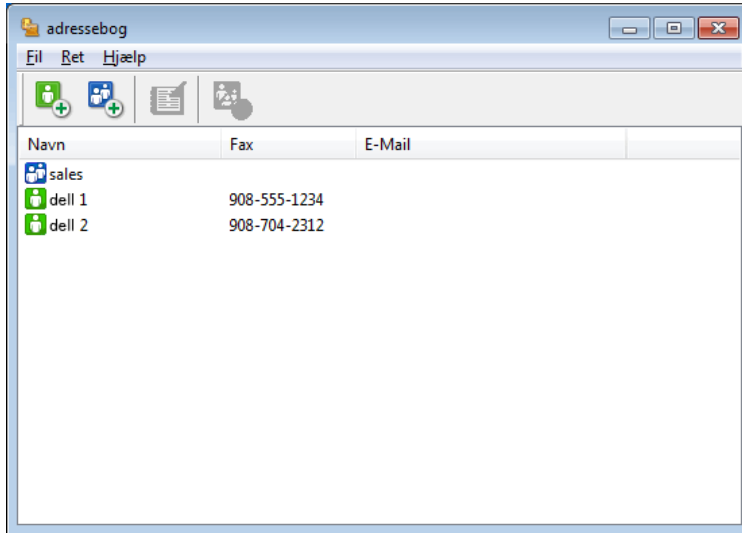 adressebog
Fil Ret Hjælp
Navn Fax E-Mail
sales
dell 1 908-555-1234
dell 2 908-704-2312